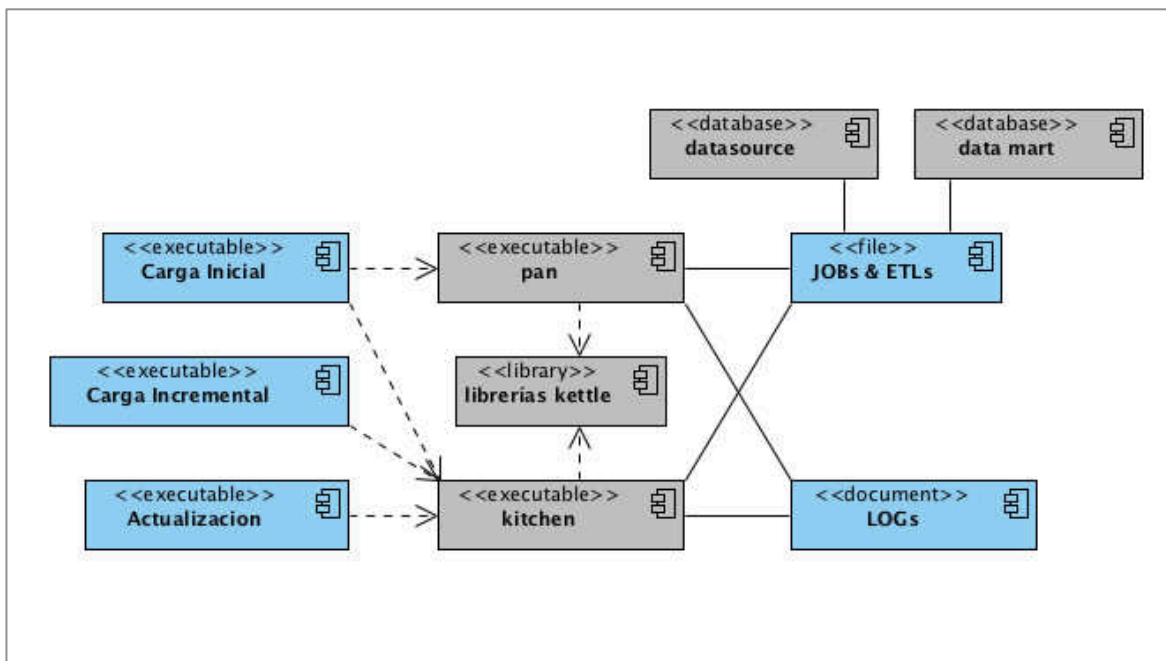 <<database>>
datasource
<<database>>
data mart
<<executable>>
Carga Inicial
<<executable>>
pan
<<file>>
JOBs & ETLs
<<executable>>
Carga Incremental
<<library>>
librerías kettle
<<executable>>
Actualizacion
<<executable>>
kitchen
<<document>>
LOGs